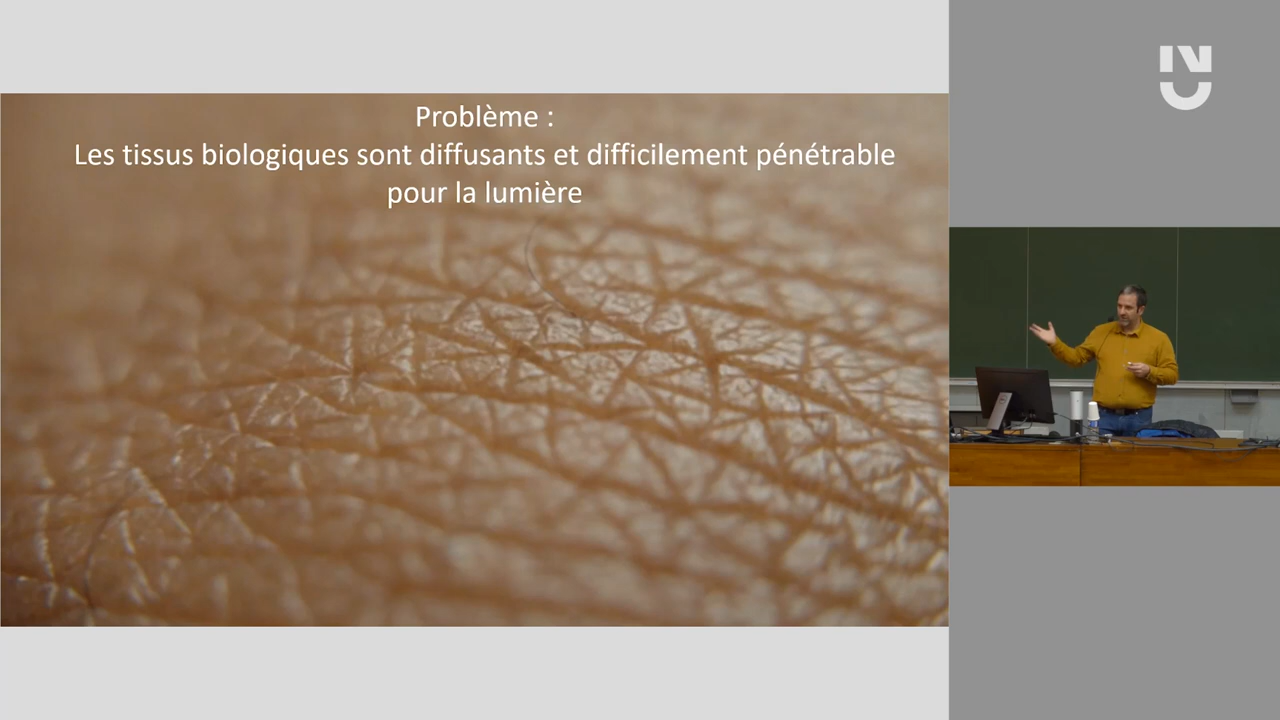 Problème :
Les tissus biologiques sont diffusants et difficilement pénétrable
pour la lumière